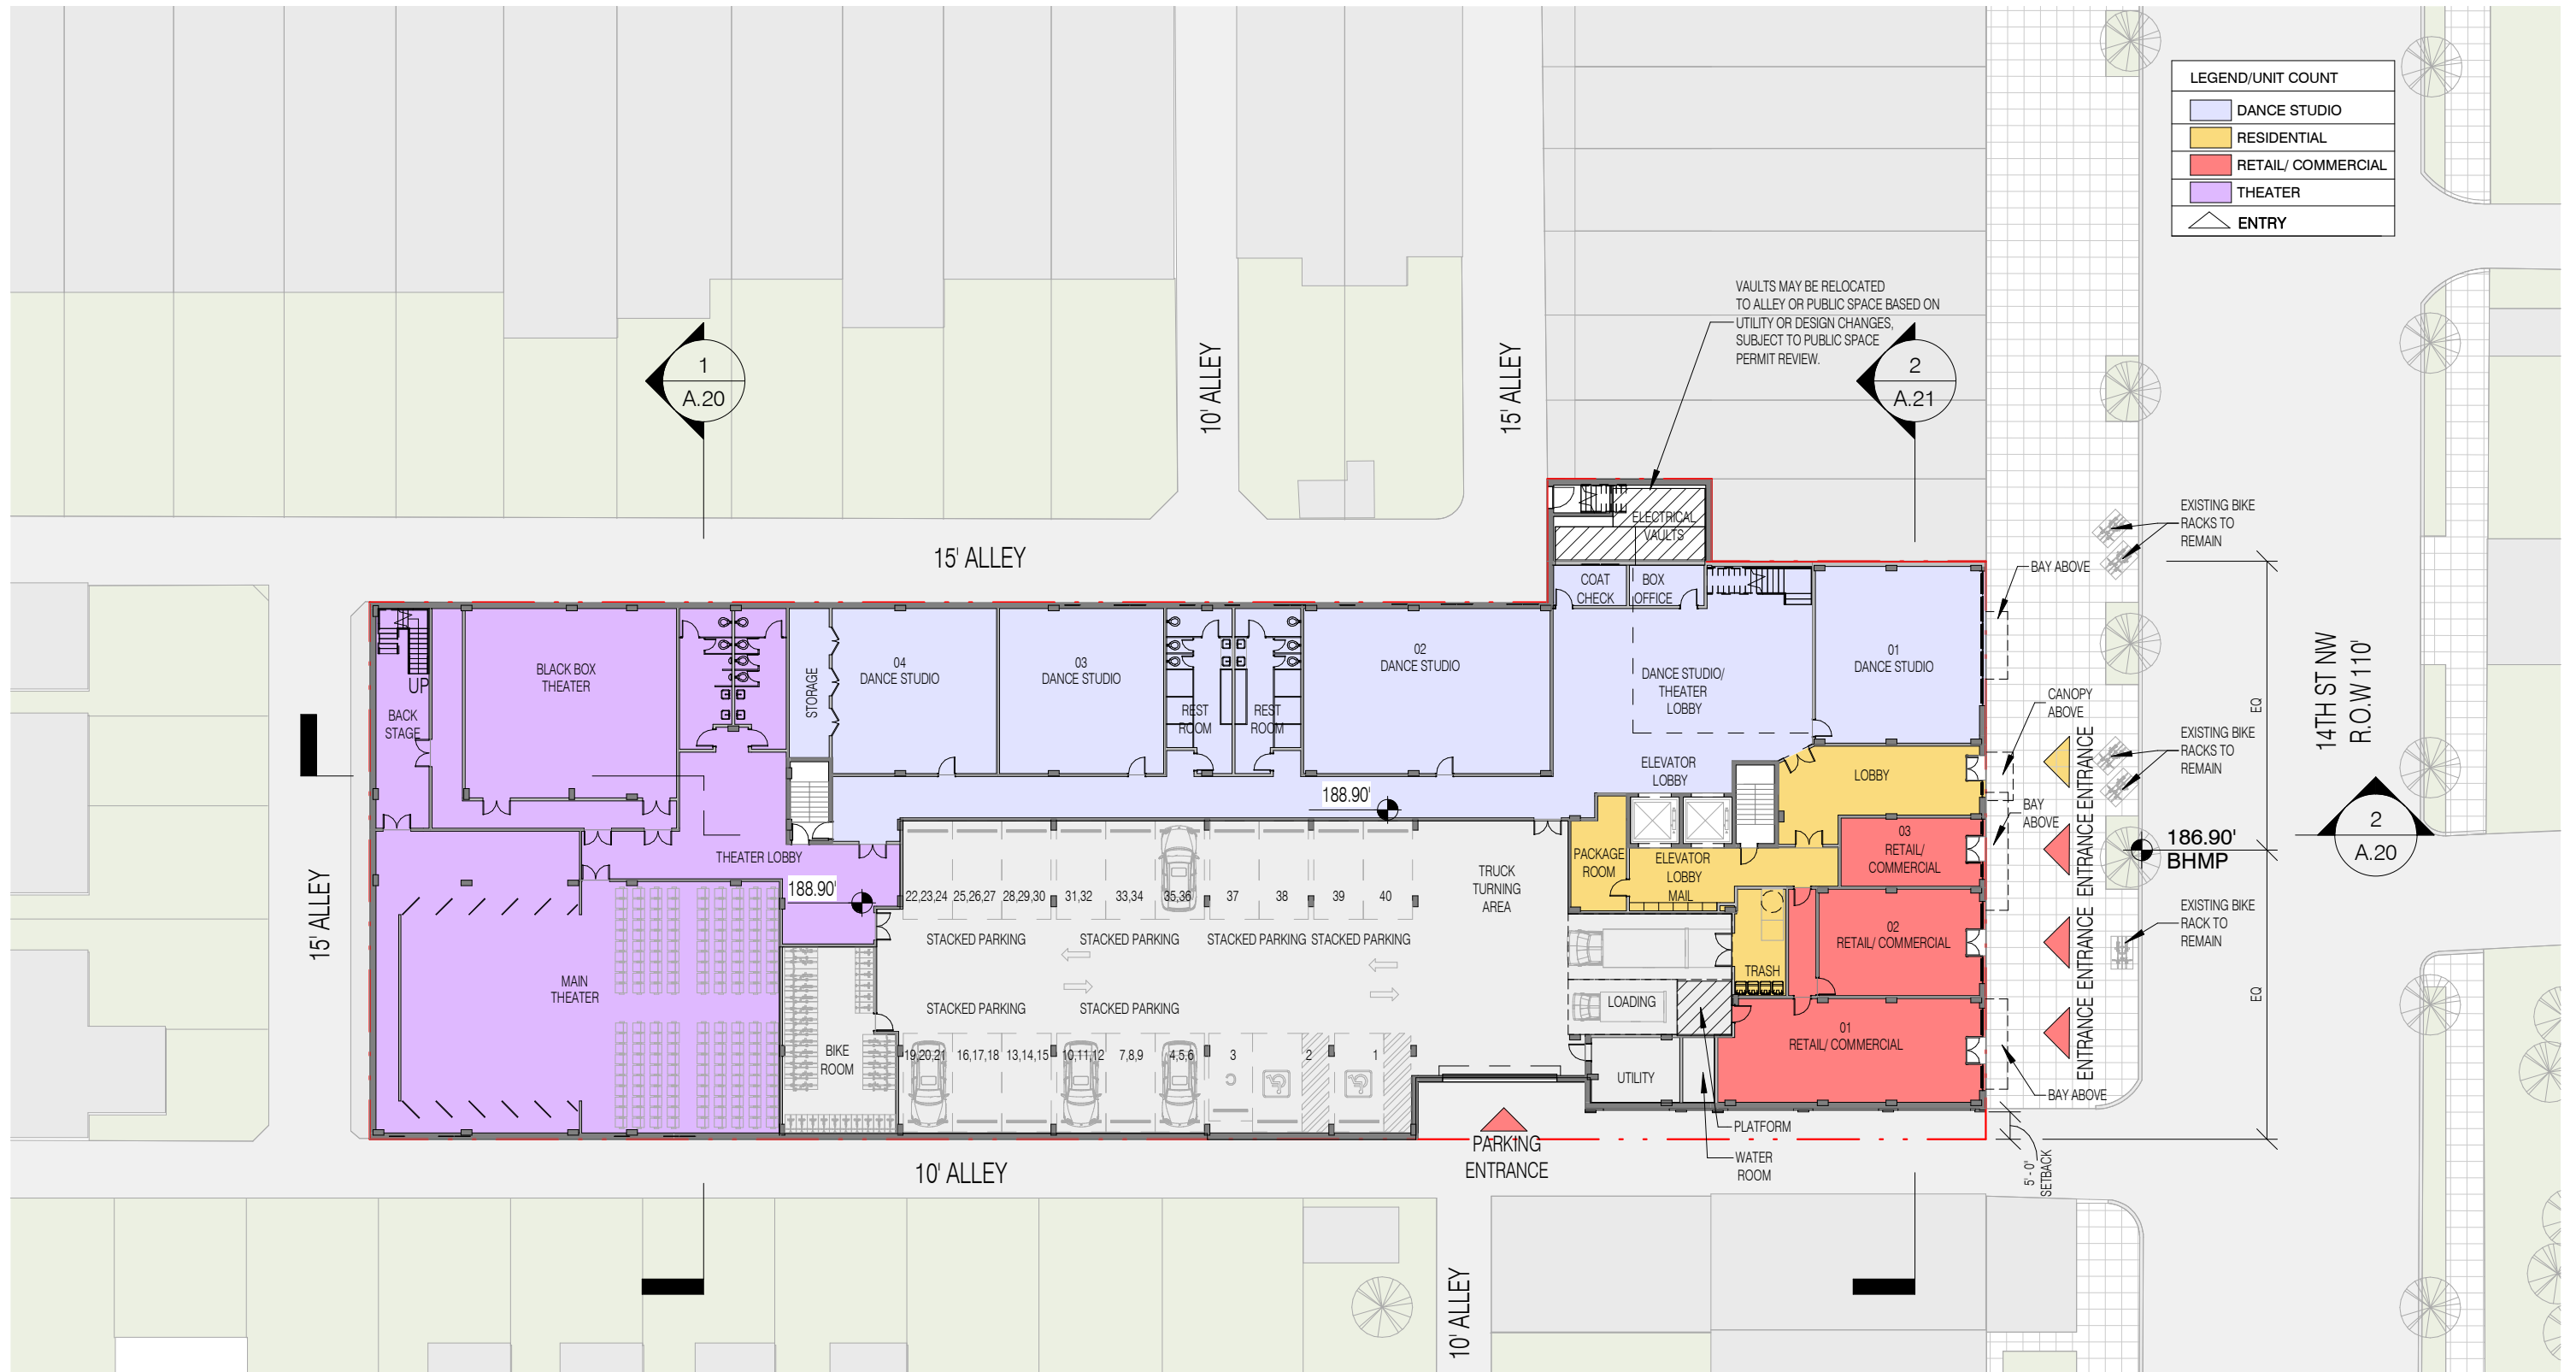 LEGEND/UNIT COUNT
DANCE STUDIO
RESIDENTIAL
RETAIL/ COMMERCIAL
THEATER
ENTRY
VAULTS MAY BE RELOCATED
TO ALLEY OR PUBLIC SPACE BASED ON
UTILITY OR DESIGN CHANGES,
SUBJECT TO PUBLIC SPACE
PERMIT REVIEW.
1
A.20
10' ALLEY
15' ALLEY
2
A.21
15' ALLEY
ELECTRICAL
VAULTS
EXISTING BIKE
RACKS TO
REMAIN
BAY ABOVE
COAT
CHECK
BOX
OFFICE
UP
BACK
STAGE
BLACK BOX
THEATER
STORAGE
04
DANCE STUDIO
03
DANCE STUDIO
REST
ROOM
REST
ROOM
02
DANCE STUDIO
DANCE STUDIO/
THEATER
LOBBY
01
DANCE STUDIO
CANOPY
ABOVE
EQ
14TH ST NW
R.O.W 110'
EXISTING BIKE
RACKS TO
REMAIN
ELEVATOR
LOBBY
LOBBY
188.90'
BAY
ABOVE
ENTRANCE
ENTRANCE
ENTRANCE
ENTRANCE
186.90'
BHMP
2
A.20
THEATER LOBBY
188.90'
PACKAGE
ROOM
ELEVATOR
LOBBY
MAIL
03
RETAIL/
COMMERCIAL
TRUCK
TURNING
AREA
22,23,24
25,26,27
28,29,30
31,32
33,34
35,36
37
38
39
40
STACKED PARKING
STACKED PARKING
STACKED PARKING
STACKED PARKING
15' ALLEY
EXISTING BIKE
RACK TO
REMAIN
02
RETAIL/ COMMERCIAL
TRASH
MAIN
THEATER
EQ
STACKED PARKING
STACKED PARKING
LOADING
01
RETAIL/ COMMERCIAL
BIKE
ROOM
19,20,21
16,17,18
13,14,15
10,11,12
7,8,9
4,5,6
3
2
1
C
UTILITY
BAY ABOVE
PLATFORM
WATER
ROOM
PARKING
ENTRANCE
5'- 0"
SETBACK
10' ALLEY
10' ALLEY